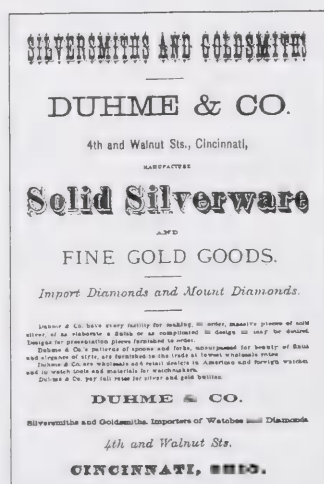 SILVERSMITHS AND GOLDSMITHS
DUHME & CO.
4th and Walnut Sts., Cincinnati,
MANUFACTURE
Solid Silverware
AND
FINE GOLD GOODS.
Import Diamonds and Mount Diamonds.
Duhme & Co. have every facility for making, to order, massive pieces of solid
silver, of as elaborate a finish or as complicated design as may be desired.
Designs for presentation pieces furnished to order.
Duhme & Co.'s patterns of spoons and forks, unsurpassed for beauty of finish
and elegance of style, are furnished to the trade at lowest wholesale rates
Duhme & Co. are wholesale and retail dealers in American and foreign watches
and in watch tools and materials for watchmakers.
Duhme & Co. pay full rates for silver and gold bullion.
DUHME & CO.
Silversmiths and Goldsmiths, Importers of Watches and Diamonds
4th and Walnut Sts.
CINCINNATI, OHIO.